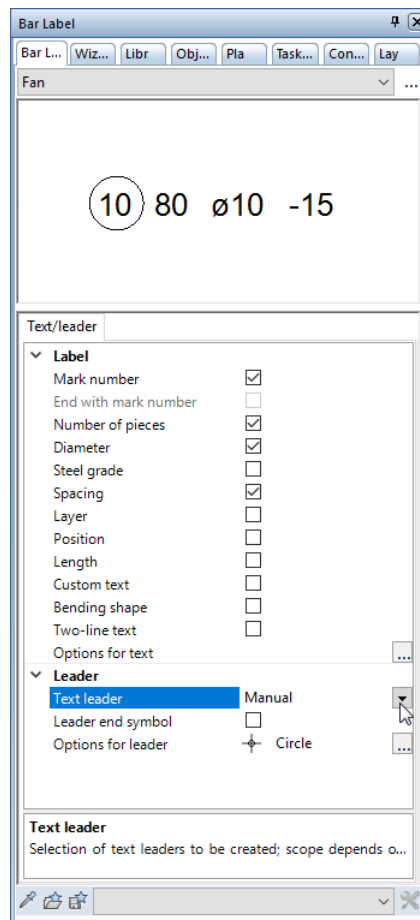 Bar Label
Bar L... Wiz... Libr Obj... Pla Task... Con... Lay
Fan ...
10 80 ø10 -15
Text/leader
Label
Mark number
End with mark number
Number of pieces
Diameter
Steel grade
Spacing
Layer
Position
Length
Custom text
Bending shape
Two-line text
Options for text ...
Leader
Text leader Manual
Leader end symbol
Options for leader Circle ...
Text leader
Selection of text leaders to be created; scope depends o...